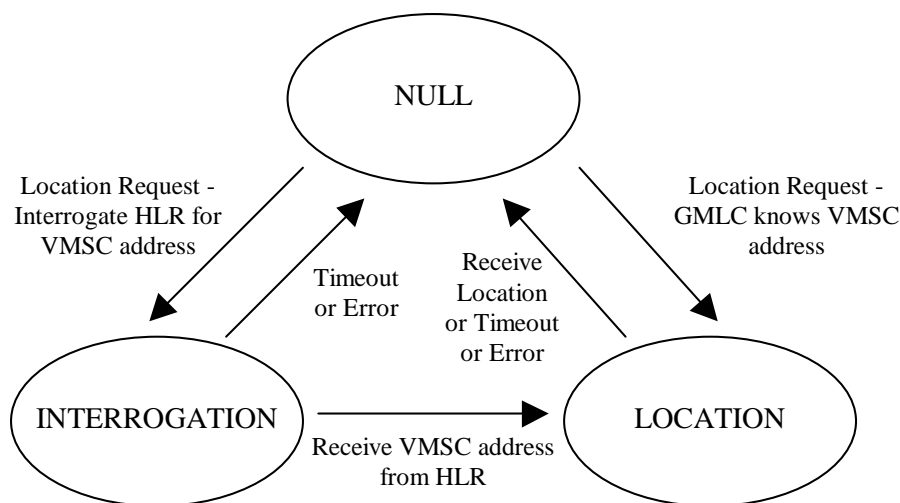 NULL
Location Request -
Interrogate HLR for
VMSC address
Timeout
or Error
Receive
Location
or Timeout
or Error
Location Request -
GMLC knows VMSC
address
INTERROGATION
LOCATION
Receive VMSC address
from HLR